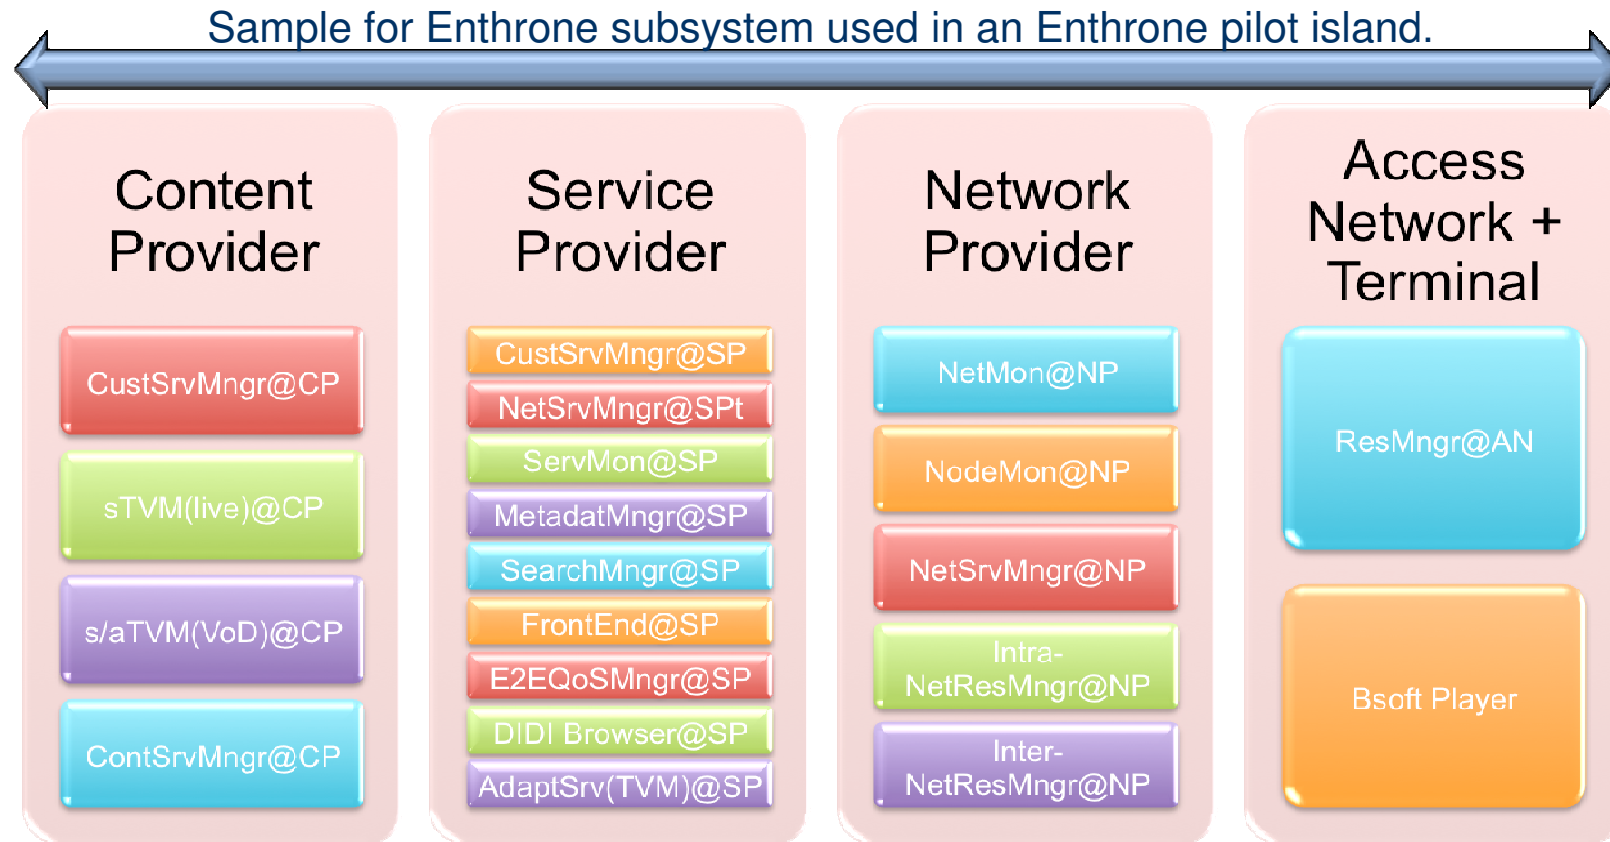 Sample for Enthrone subsystem used in an Enthrone pilot island.
Content
Provider
CustSrvMngr@CP
sTVM(live)@CP
s/aTVM(VoD)@CP
ContSrvMngr@CP
Service
Provider
CustSrvMngr@SP
NetSrvMngr@SPt
ServMon@SP
MetadatMngr@SP
SearchMngr@SP
FrontEnd@SP
E2EQoSMngr@SP
DIDI Browser@SP
AdaptSrv(TVM)@SP
Network
Provider
NetMon@NP
NodeMon@NP
NetSrvMngr@NP
Intra-
NetResMngr@NP
Inter-
NetResMngr@NP
Access
Network +
Terminal
ResMngr@AN
Bsoft Player